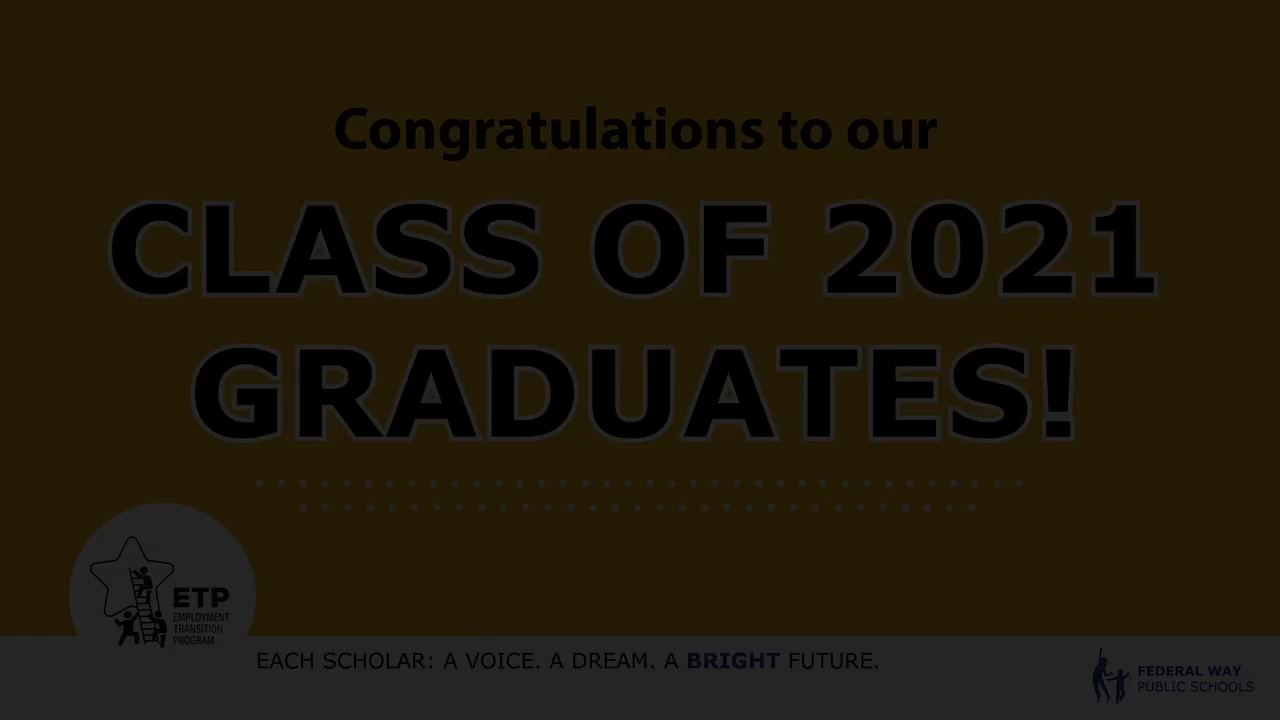 Congratulations to our
CLASS OF 2021
GRADUATES!
ETP
EMPLOYMENT
TRANSITION
PROGRAM
EACH SCHOLAR: A VOICE. A DREAM. A BRIGHT FUTURE.
FEDERAL WAY
PUBLIC SCHOOLS